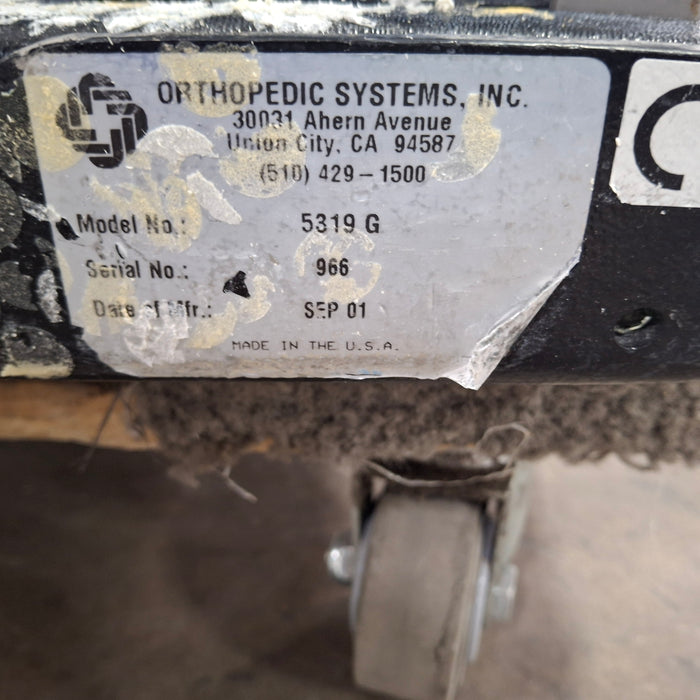 ORTHOPEDIC SYSTEMS, INC.
30031 Ahern Avenue
Union City, CA 94587
(510) 429-1500
Model No.: 5319 G
Serial No.: 966
Date of Mfr.: SEP 01
MADE IN THE U.S.A.